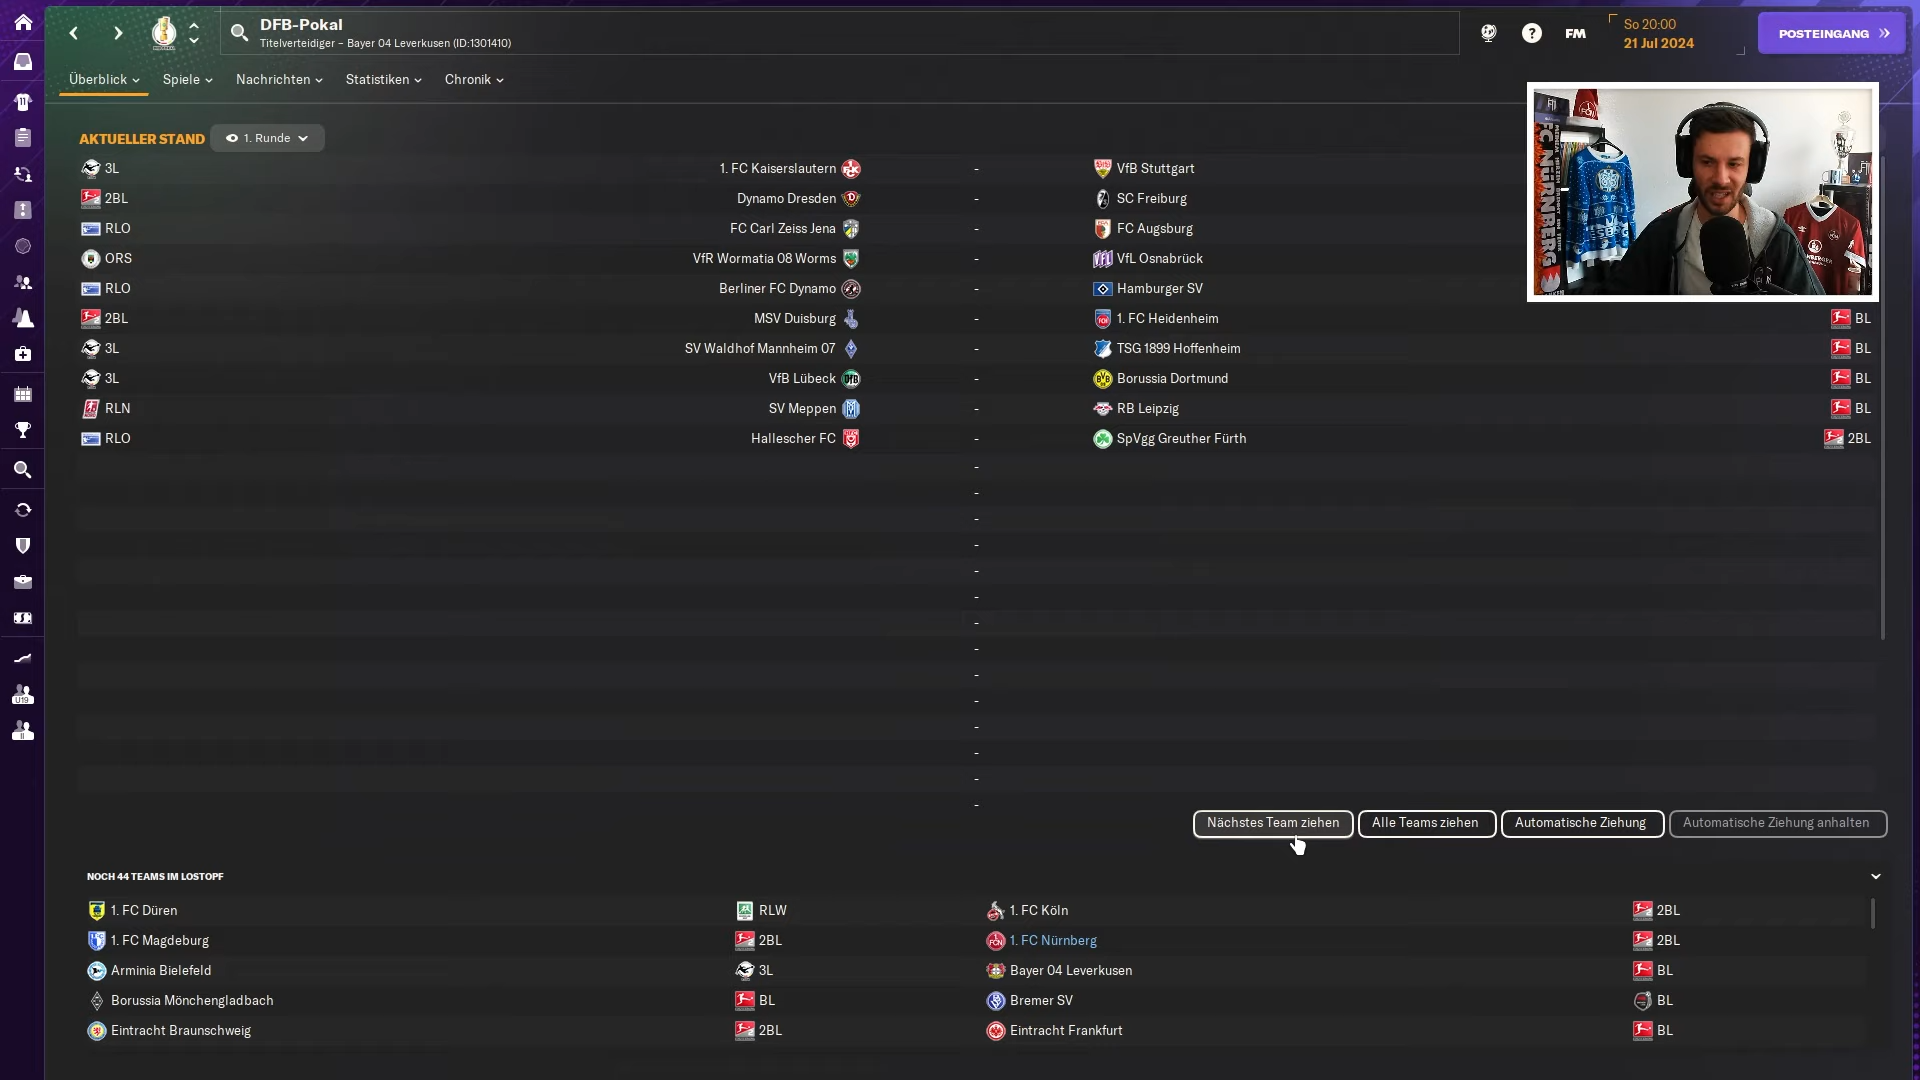 DFB-Pokal
Titelverteidiger – Bayer 04 Leverkusen (ID:1301410)
FM
So 20:00
21 Jul 2024
POSTEINGANG
Überblick
Spiele
Nachrichten
Statistiken
Chronik
AKTUELLER STAND
1. Runde
3L 1. FC Kaiserslautern - VfB Stuttgart
2BL Dynamo Dresden - SC Freiburg
RLO FC Carl Zeiss Jena - FC Augsburg
ORS VfR Wormatia 08 Worms - VfL Osnabrück
RLO Berliner FC Dynamo - Hamburger SV
2BL MSV Duisburg - 1. FC Heidenheim BL
3L SV Waldhof Mannheim 07 - TSG 1899 Hoffenheim BL
3L VfB Lübeck - Borussia Dortmund BL
RLN SV Meppen - RB Leipzig BL
RLO Hallescher FC - SpVgg Greuther Fürth 2BL
-
-
-
-
-
-
-
-
-
-
-
-
-
-
Nächstes Team ziehen
Alle Teams ziehen
Automatische Ziehung
Automatische Ziehung anhalten
NOCH 44 TEAMS IM LOSTOPF
1. FC Düren RLW 1. FC Köln 2BL
1. FC Magdeburg 2BL 1. FC Nürnberg 2BL
Arminia Bielefeld 3L Bayer 04 Leverkusen BL
Borussia Mönchengladbach BL Bremer SV BL
Eintracht Braunschweig 2BL Eintracht Frankfurt BL
U19
II
11
FC NÜRNBERG